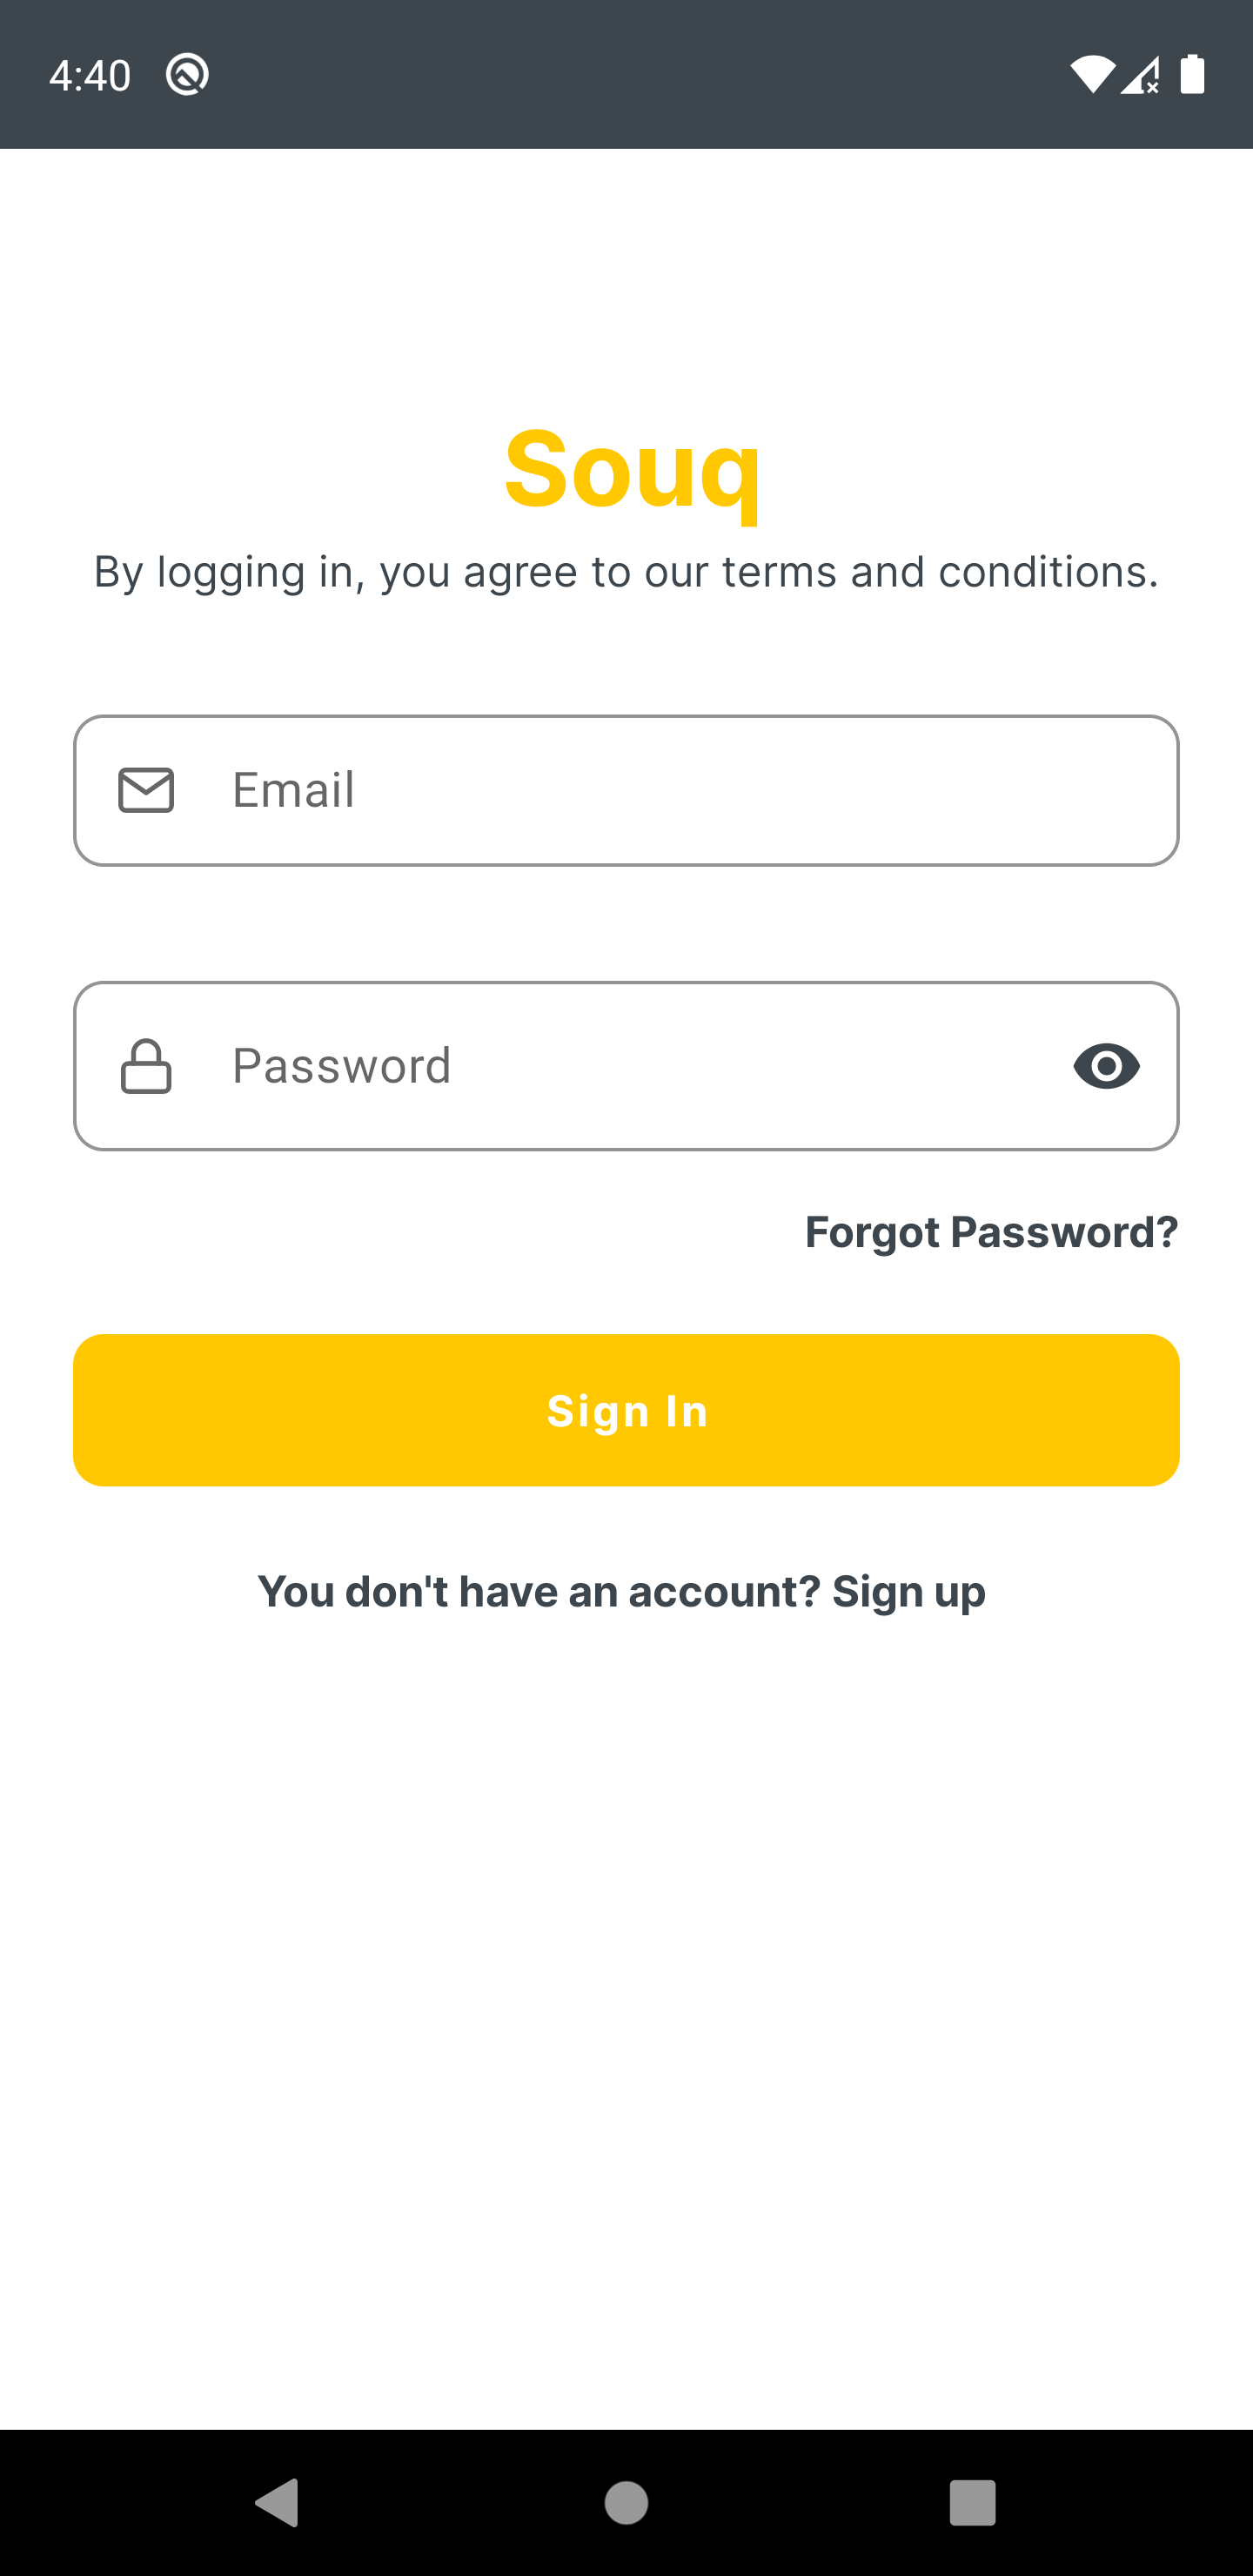 4:40
Souq
By logging in, you agree to our terms and conditions.
Email
Password
Forgot Password?
Sign In
You don't have an account? Sign up